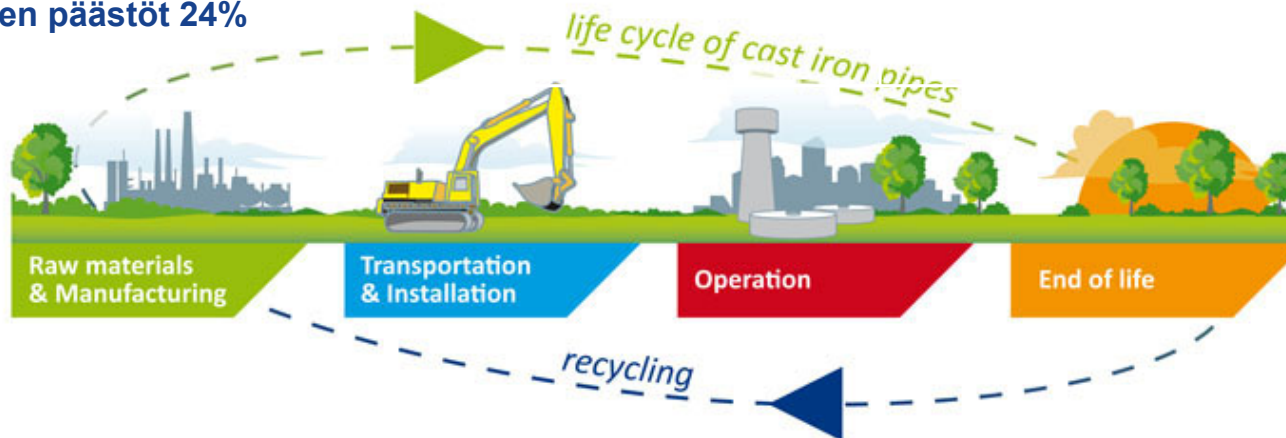 en päästöt 24%
life cycle of cast iron pipes
Raw materials
& Manufacturing
Transportation
& Installation
Operation
End of life
recycling